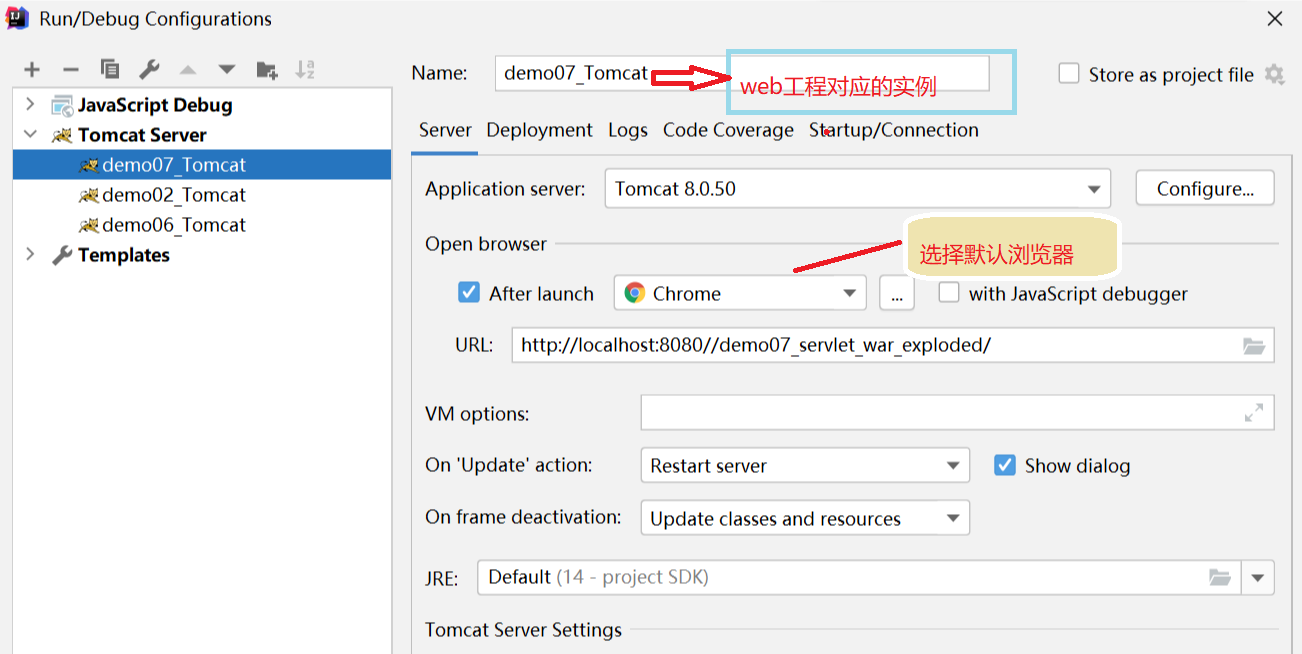 Run/Debug Configurations
JavaScript Debug
Tomcat Server
demo07_Tomcat
demo02_Tomcat
demo06_Tomcat
Templates
Name: demo07_Tomcat web工程对应的实例 Store as project file
Server Deployment Logs Code Coverage Startup/Connection
Application server: Tomcat 8.0.50 Configure...
Open browser
选择默认浏览器
After launch Chrome ... with JavaScript debugger
URL: http://localhost:8080//demo07_servlet_war_exploded/
VM options:
On 'Update' action: Restart server Show dialog
On frame deactivation: Update classes and resources
JRE: Default (14 - project SDK)
Tomcat Server Settings